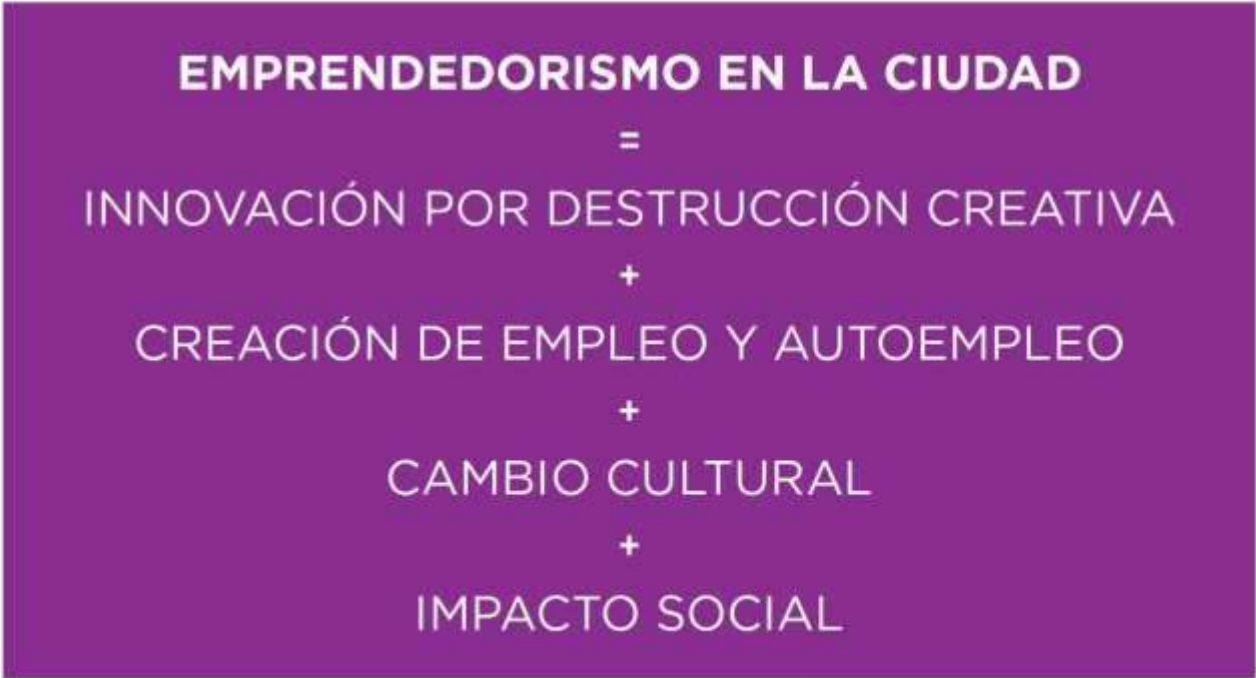 EMPRENDEDORISMO EN LA CIUDAD
=
INNOVACIÓN POR DESTRUCCIÓN CREATIVA
+
CREACIÓN DE EMPLEO Y AUTOEMPLEO
+
CAMBIO CULTURAL
+
IMPACTO SOCIAL